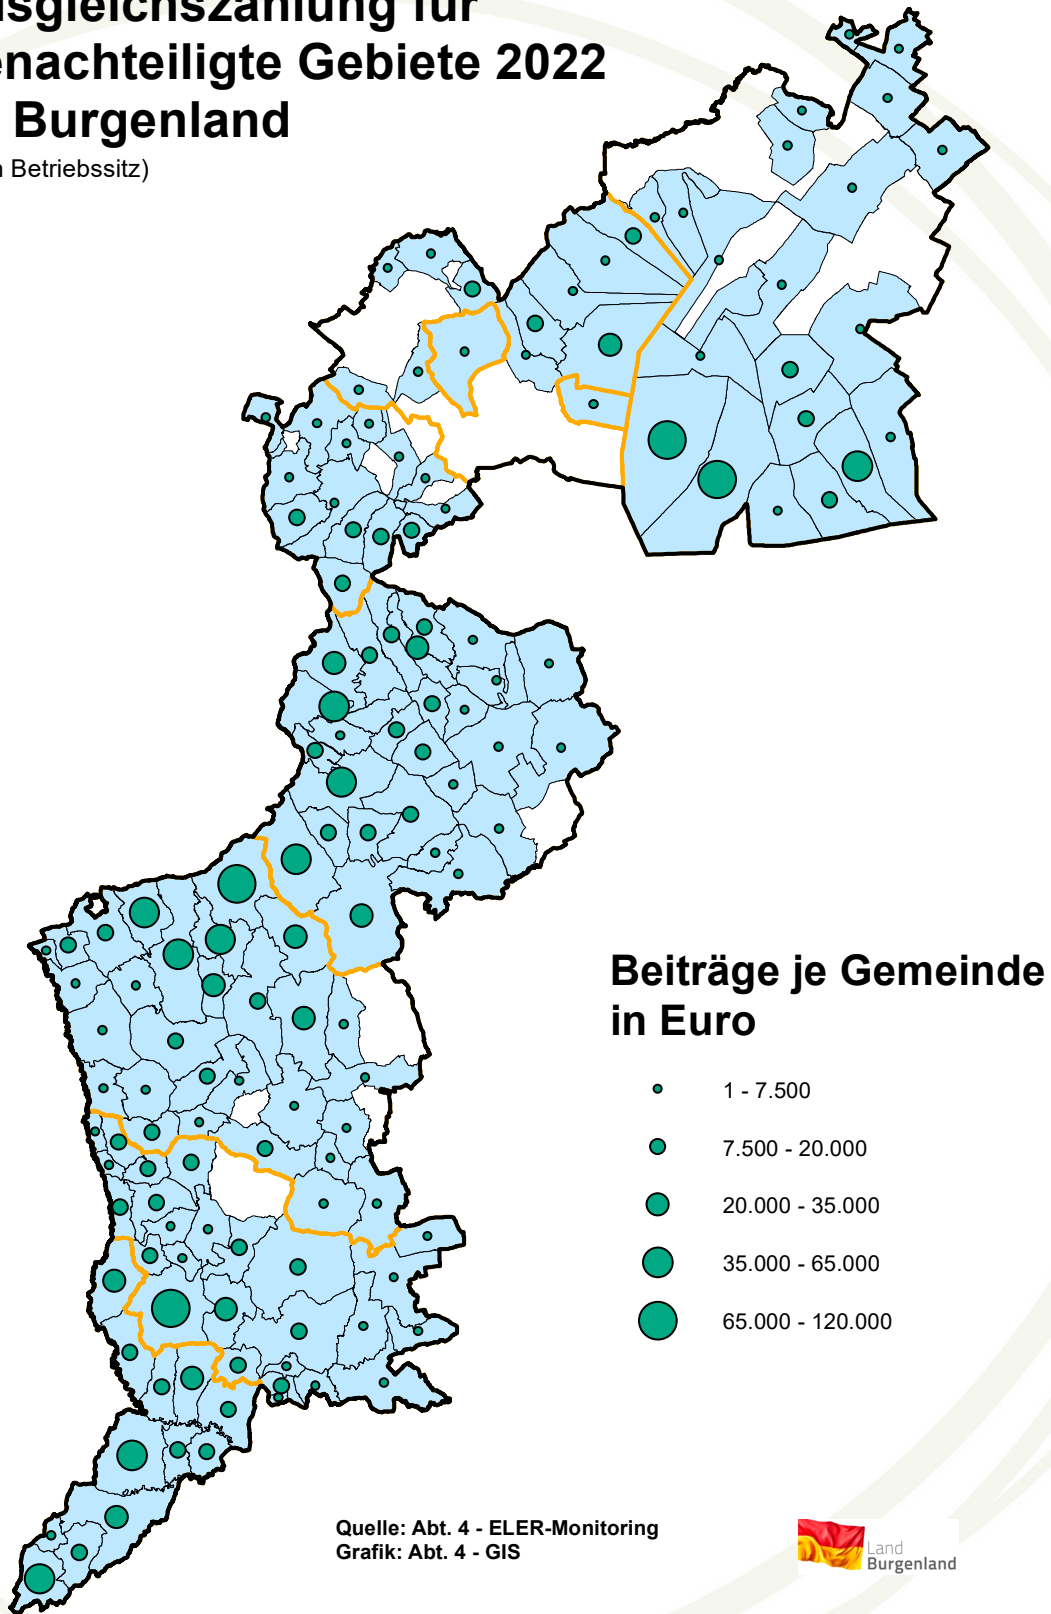 enachteiligte Gebiete 2022
Burgenland
Betriebssitz)
Beiträge je Gemeinde
in Euro
1 - 7.500
7.500 - 20.000
20.000 - 35.000
35.000 - 65.000
65.000 - 120.000
Quelle: Abt. 4 - ELER-Monitoring
Grafik: Abt. 4 - GIS
Land
Burgenland